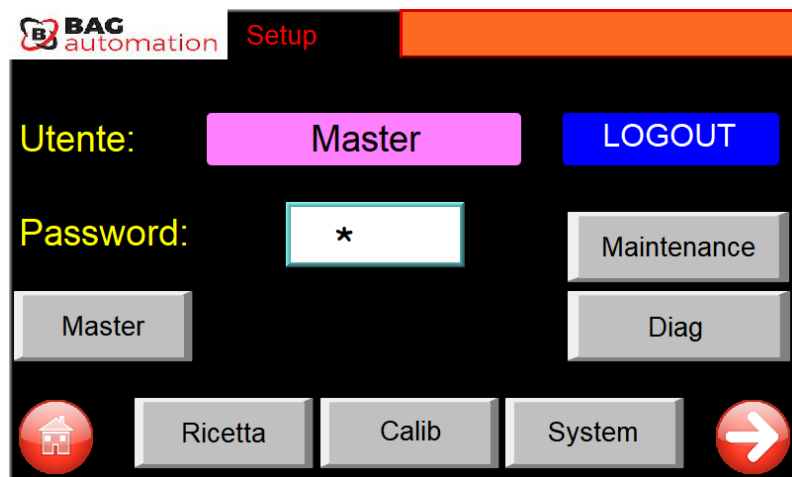 BAG
automation
Setup
Utente:
Master
LOGOUT
Password:
*
Maintenance
Master
Diag
Ricetta
Calib
System